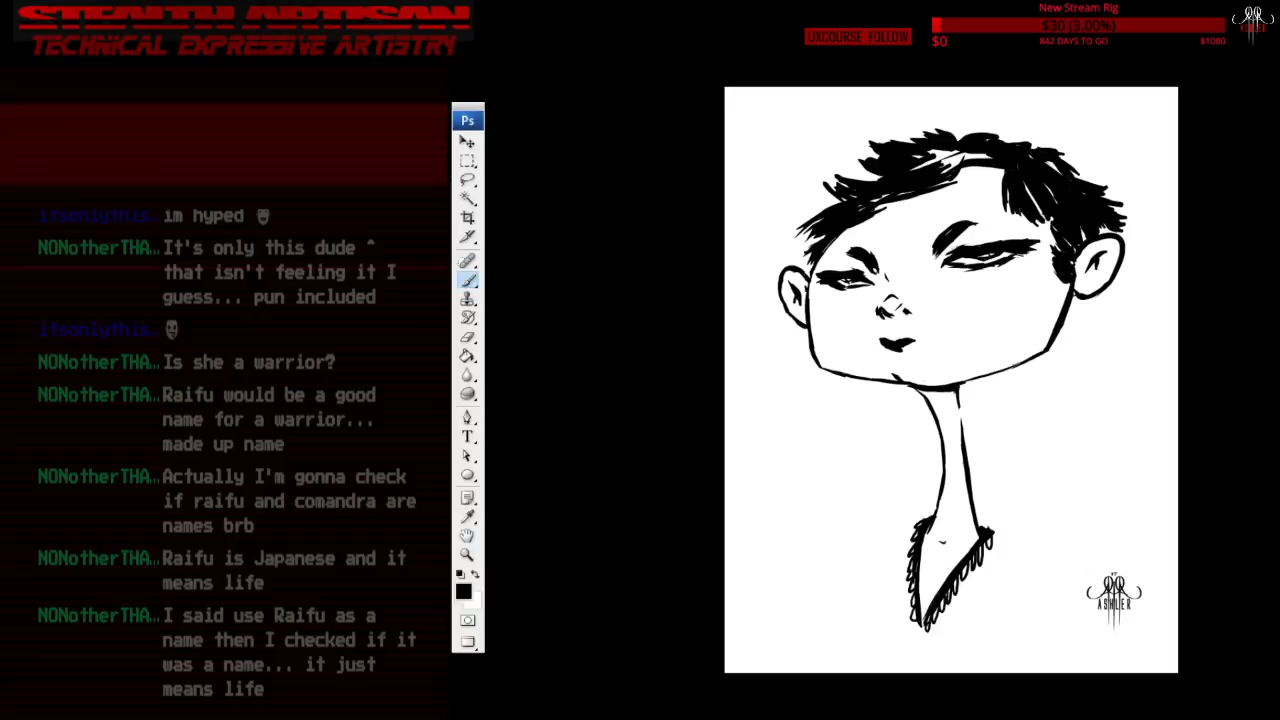 STEALTH ARTISAN
TECHNICAL EXPRESSIVE ARTISTRY
UXCOURSE FOLLOW
New Stream Rig
$30 (3.00%)
$0
842 DAYS TO GO
$1000
itsonlythis.. im hyped
NONotherTHA... It's only this dude ^
that isn't feeling it I
guess... pun included
itsonlythis..
NONotherTHA... Is she a warrior?
NONotherTHA... Raifu would be a good
name for a warrior...
made up name
NONotherTHA... Actually I'm gonna check
if raifu and comandra are
names brb
NONotherTHA... Raifu is Japanese and it
means life
NONotherTHA... I said use Raifu as a
name then I checked if it
was a name... it just
means life
Ps
T
ASHLER